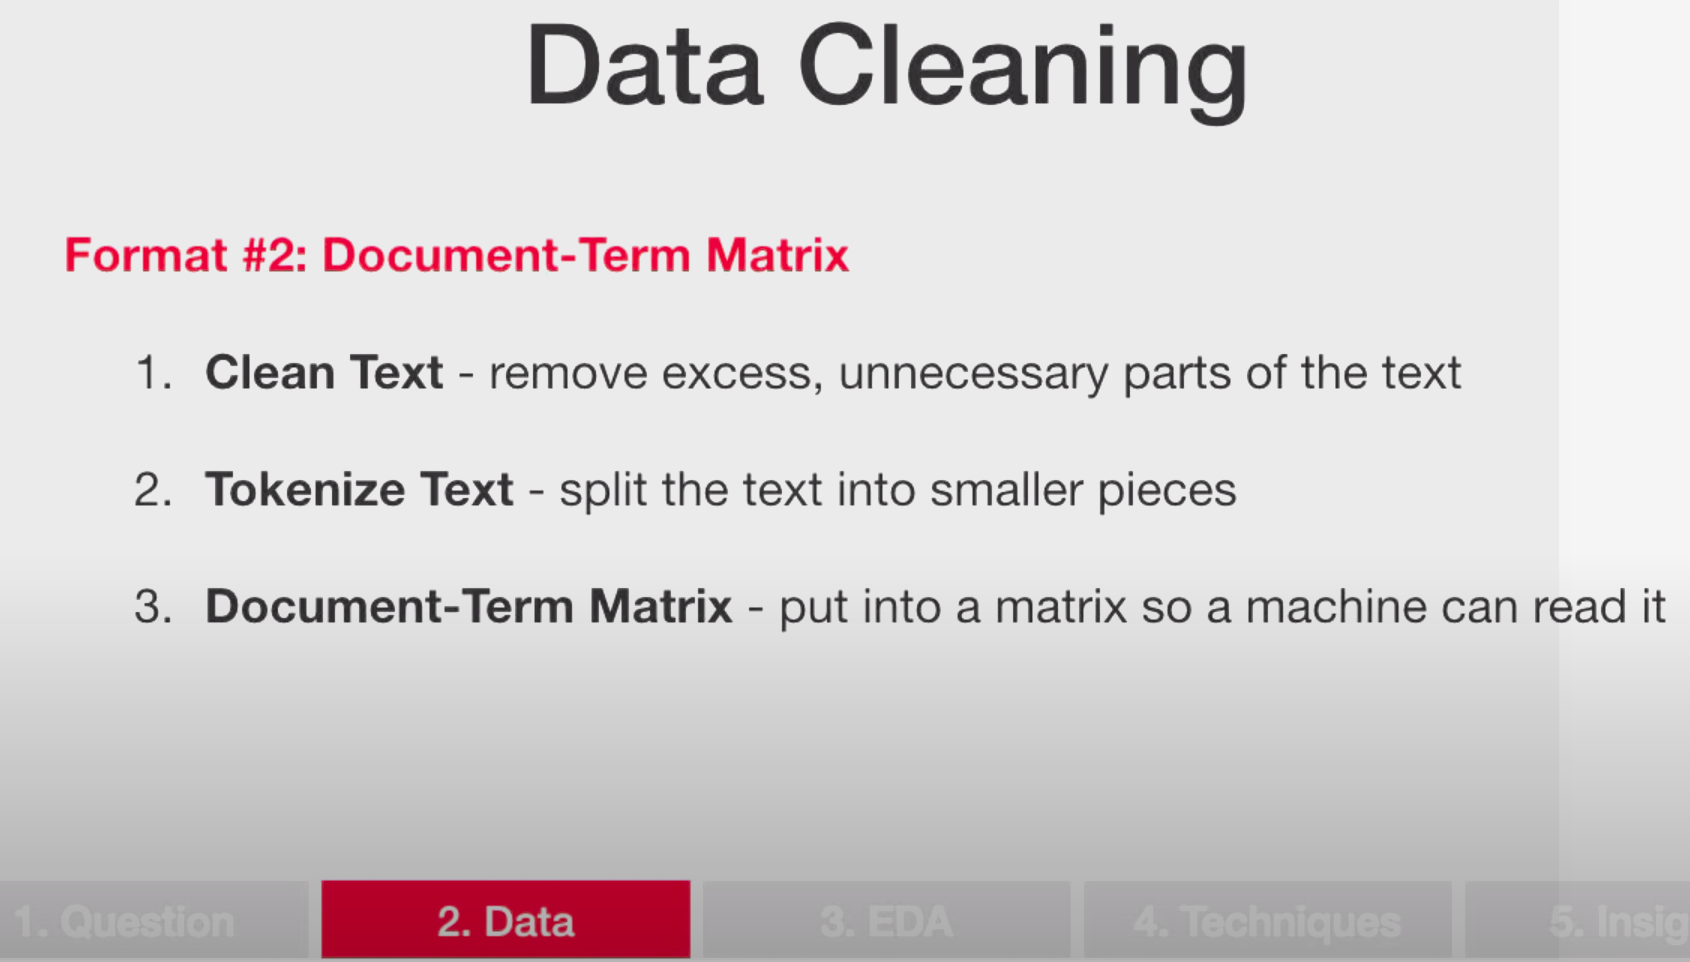 Data Cleaning
Format #2: Document-Term Matrix
1. Clean Text - remove excess, unnecessary parts of the text
2. Tokenize Text - split the text into smaller pieces
3. Document-Term Matrix - put into a matrix so a machine can read it
1. Question
2. Data
3. EDA
4. Techniques
5.